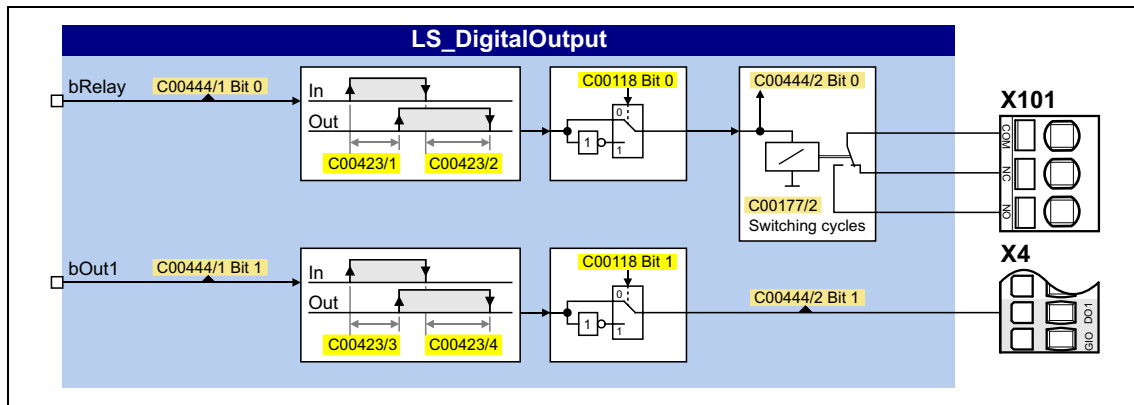 LS_DigitalOutput
bRelay
C00444/1 Bit 0
In
Out
C00423/1
C00423/2
C00118 Bit 0
0
1
1
C00444/2 Bit 0
C00177/2
Switching cycles
X101
COM
NC
NO
bOut1
C00444/1 Bit 1
In
Out
C00423/3
C00423/4
C00118 Bit 1
0
1
1
C00444/2 Bit 1
X4
DO1
GIO